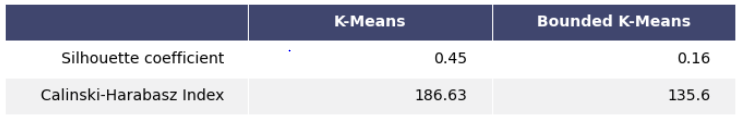 K-Means Bounded K-Means
Silhouette coefficient 0.45 0.16
Calinski-Harabasz Index 186.63 135.6